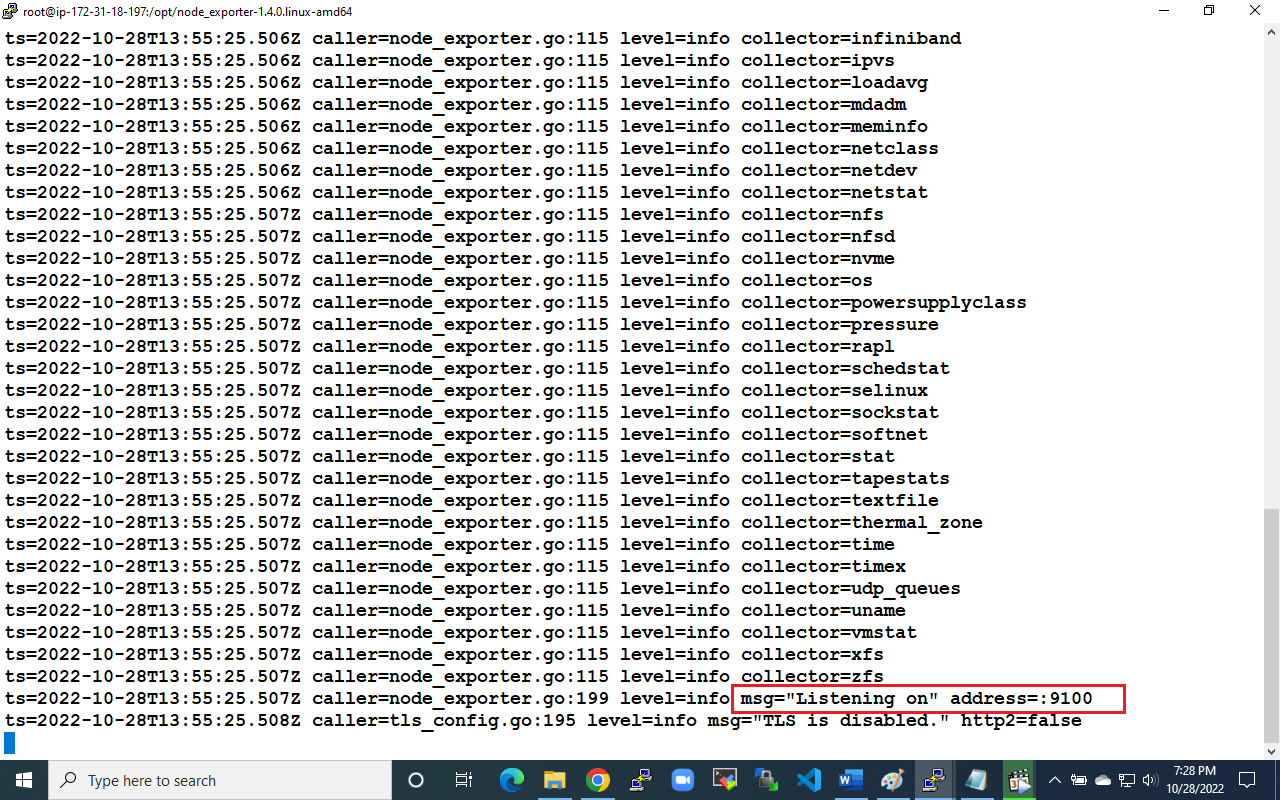 root@ip-172-31-18-197:/opt/node_exporter-1.4.0.linux-amd64
ts=2022-10-28T13:55:25.506Z caller=node_exporter.go:115 level=info collector=infiniband
ts=2022-10-28T13:55:25.506Z caller=node_exporter.go:115 level=info collector=ipvs
ts=2022-10-28T13:55:25.506Z caller=node_exporter.go:115 level=info collector=loadavg
ts=2022-10-28T13:55:25.506Z caller=node_exporter.go:115 level=info collector=mdadm
ts=2022-10-28T13:55:25.506Z caller=node_exporter.go:115 level=info collector=meminfo
ts=2022-10-28T13:55:25.506Z caller=node_exporter.go:115 level=info collector=netclass
ts=2022-10-28T13:55:25.506Z caller=node_exporter.go:115 level=info collector=netdev
ts=2022-10-28T13:55:25.506Z caller=node_exporter.go:115 level=info collector=netstat
ts=2022-10-28T13:55:25.507Z caller=node_exporter.go:115 level=info collector=nfs
ts=2022-10-28T13:55:25.507Z caller=node_exporter.go:115 level=info collector=nfsd
ts=2022-10-28T13:55:25.507Z caller=node_exporter.go:115 level=info collector=nvme
ts=2022-10-28T13:55:25.507Z caller=node_exporter.go:115 level=info collector=os
ts=2022-10-28T13:55:25.507Z caller=node_exporter.go:115 level=info collector=powersupplyclass
ts=2022-10-28T13:55:25.507Z caller=node_exporter.go:115 level=info collector=pressure
ts=2022-10-28T13:55:25.507Z caller=node_exporter.go:115 level=info collector=rapl
ts=2022-10-28T13:55:25.507Z caller=node_exporter.go:115 level=info collector=schedstat
ts=2022-10-28T13:55:25.507Z caller=node_exporter.go:115 level=info collector=selinux
ts=2022-10-28T13:55:25.507Z caller=node_exporter.go:115 level=info collector=sockstat
ts=2022-10-28T13:55:25.507Z caller=node_exporter.go:115 level=info collector=softnet
ts=2022-10-28T13:55:25.507Z caller=node_exporter.go:115 level=info collector=stat
ts=2022-10-28T13:55:25.507Z caller=node_exporter.go:115 level=info collector=tapestats
ts=2022-10-28T13:55:25.507Z caller=node_exporter.go:115 level=info collector=textfile
ts=2022-10-28T13:55:25.507Z caller=node_exporter.go:115 level=info collector=thermal_zone
ts=2022-10-28T13:55:25.507Z caller=node_exporter.go:115 level=info collector=time
ts=2022-10-28T13:55:25.507Z caller=node_exporter.go:115 level=info collector=timex
ts=2022-10-28T13:55:25.507Z caller=node_exporter.go:115 level=info collector=udp_queues
ts=2022-10-28T13:55:25.507Z caller=node_exporter.go:115 level=info collector=uname
ts=2022-10-28T13:55:25.507Z caller=node_exporter.go:115 level=info collector=vmstat
ts=2022-10-28T13:55:25.507Z caller=node_exporter.go:115 level=info collector=xfs
ts=2022-10-28T13:55:25.507Z caller=node_exporter.go:115 level=info collector=zfs
ts=2022-10-28T13:55:25.507Z caller=node_exporter.go:199 level=info msg="Listening on" address=:9100
ts=2022-10-28T13:55:25.508Z caller=tls_config.go:195 level=info msg="TLS is disabled." http2=false
Type here to search
7:28 PM
10/28/2022